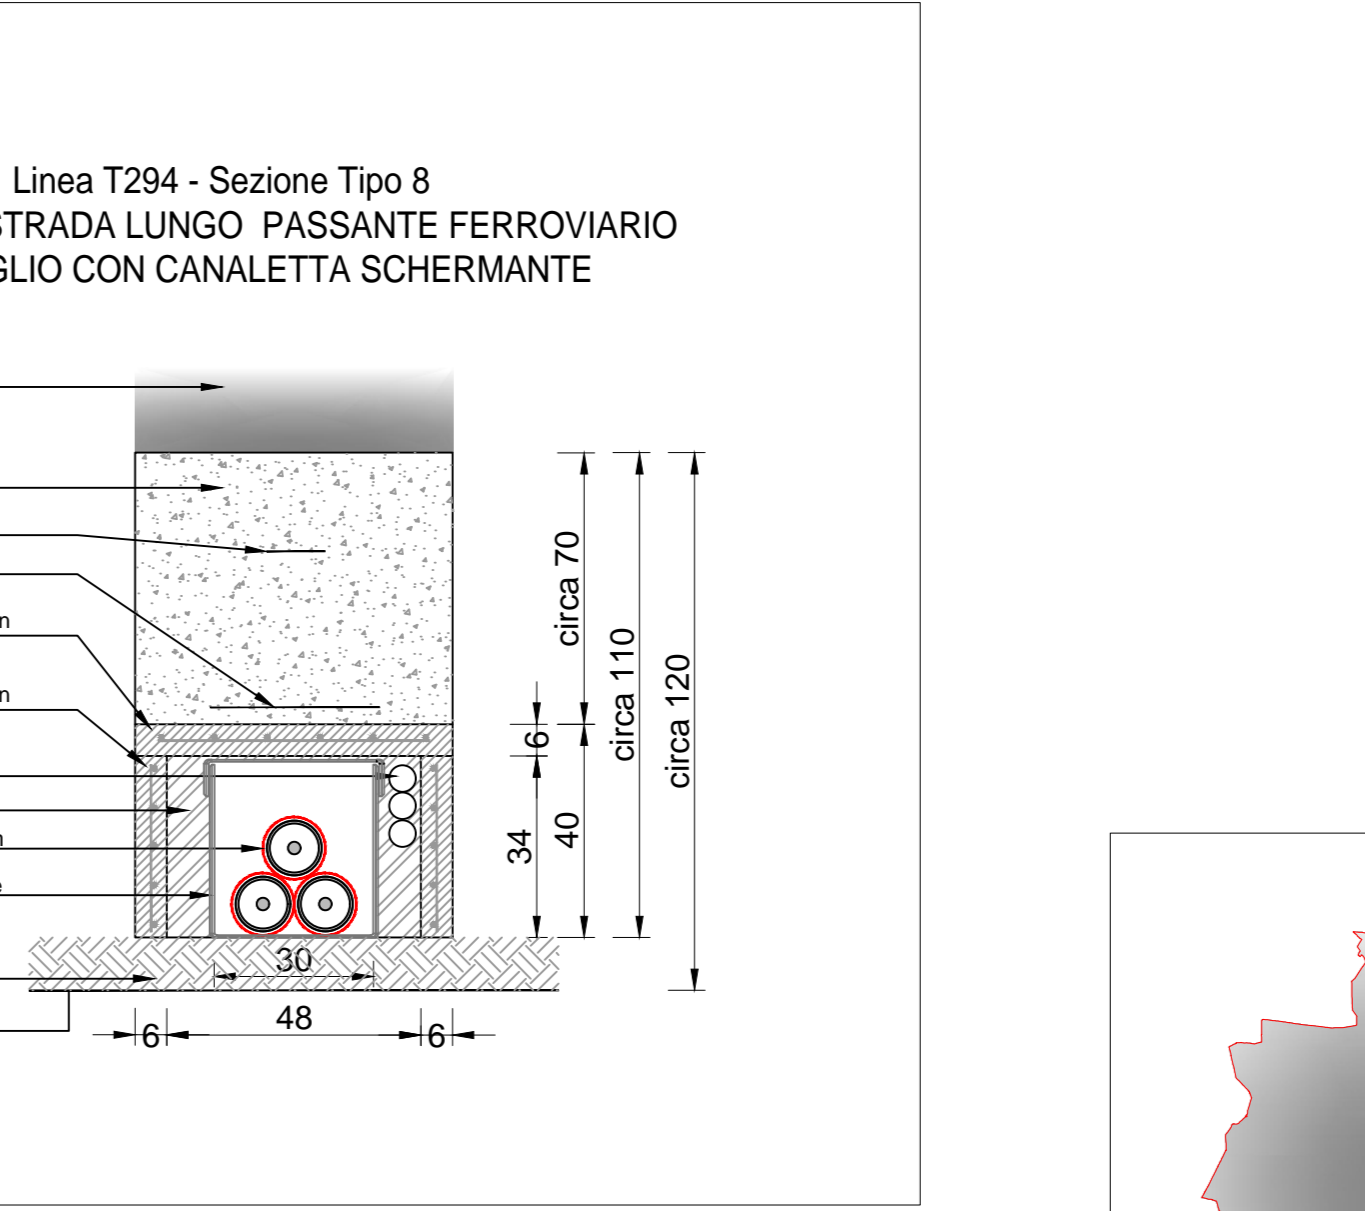 Linea T294 - Sezione Tipo 8
STRADA LUNGO PASSANTE FERROVIARIO
GLIO CON CANALETTA SCHERMANTE
circa 70
circa 110
circa 120
6
34
40
n
n
n
e
30
6
48
6